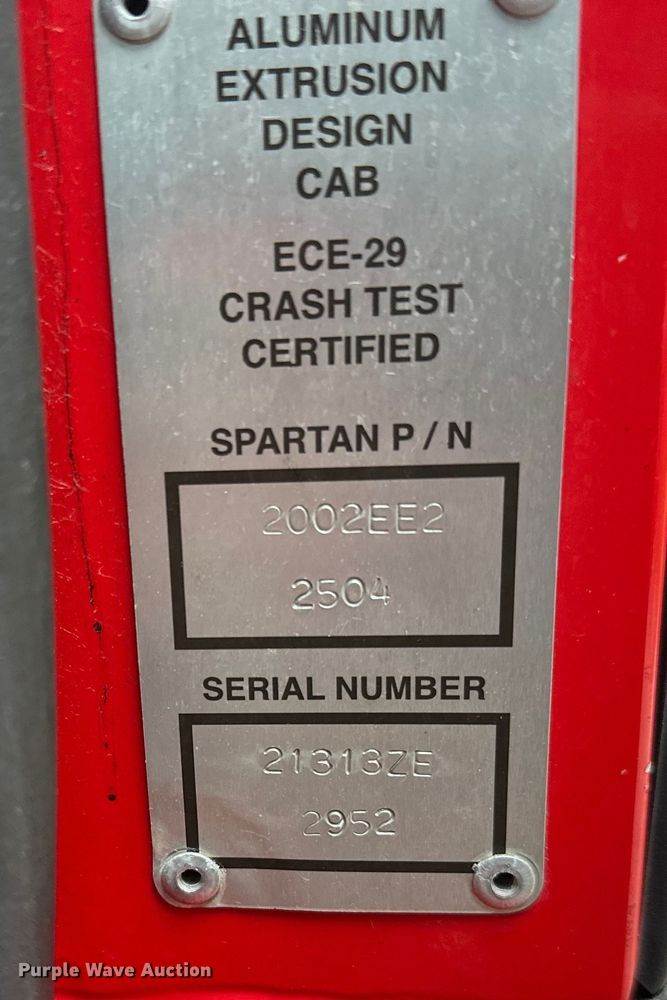 ALUMINUM
EXTRUSION
DESIGN
CAB
ECE-29
CRASH TEST
CERTIFIED
SPARTAN P / N
2002EE2
2504
SERIAL NUMBER
21313ZE
2952
Purple Wave Auction